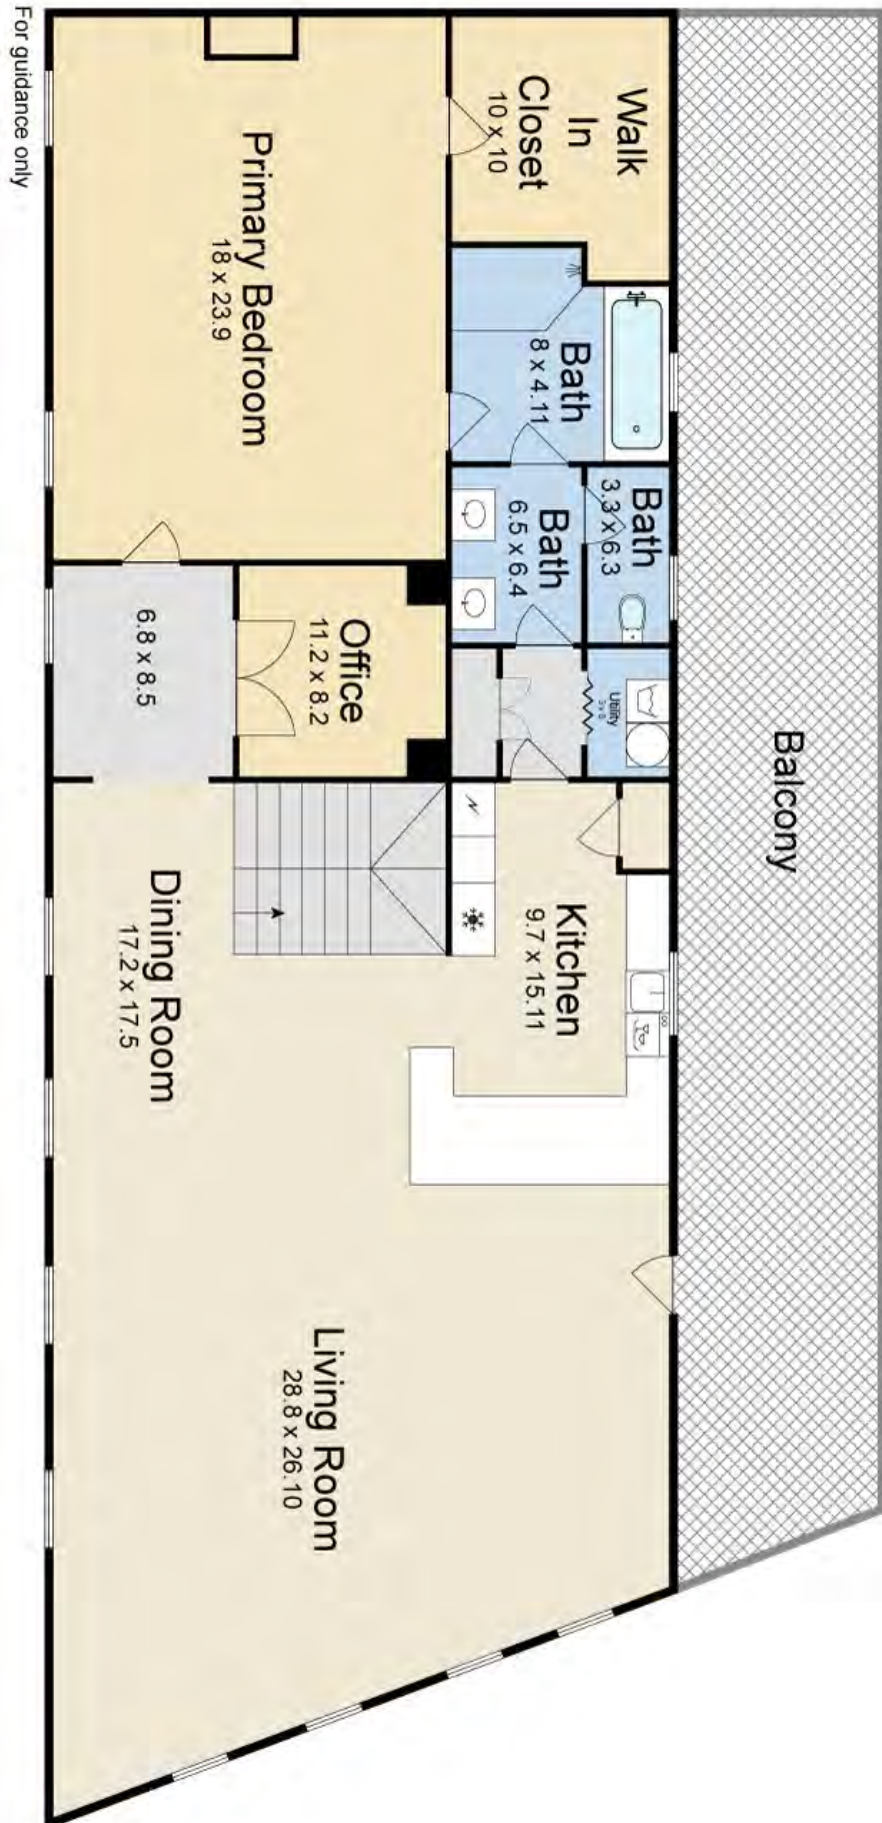 Balcony
Walk
In
Closet
10 x 10
Bath
8 x 4.11
Bath
3.3 x 6.3
Bath
6.5 x 6.4
Utility
Kitchen
9.7 x 15.11
Primary Bedroom
18 x 23.9
Office
11.2 x 8.2
6.8 x 8.5
Dining Room
17.2 x 17.5
Living Room
28.8 x 26.10
For guidance only